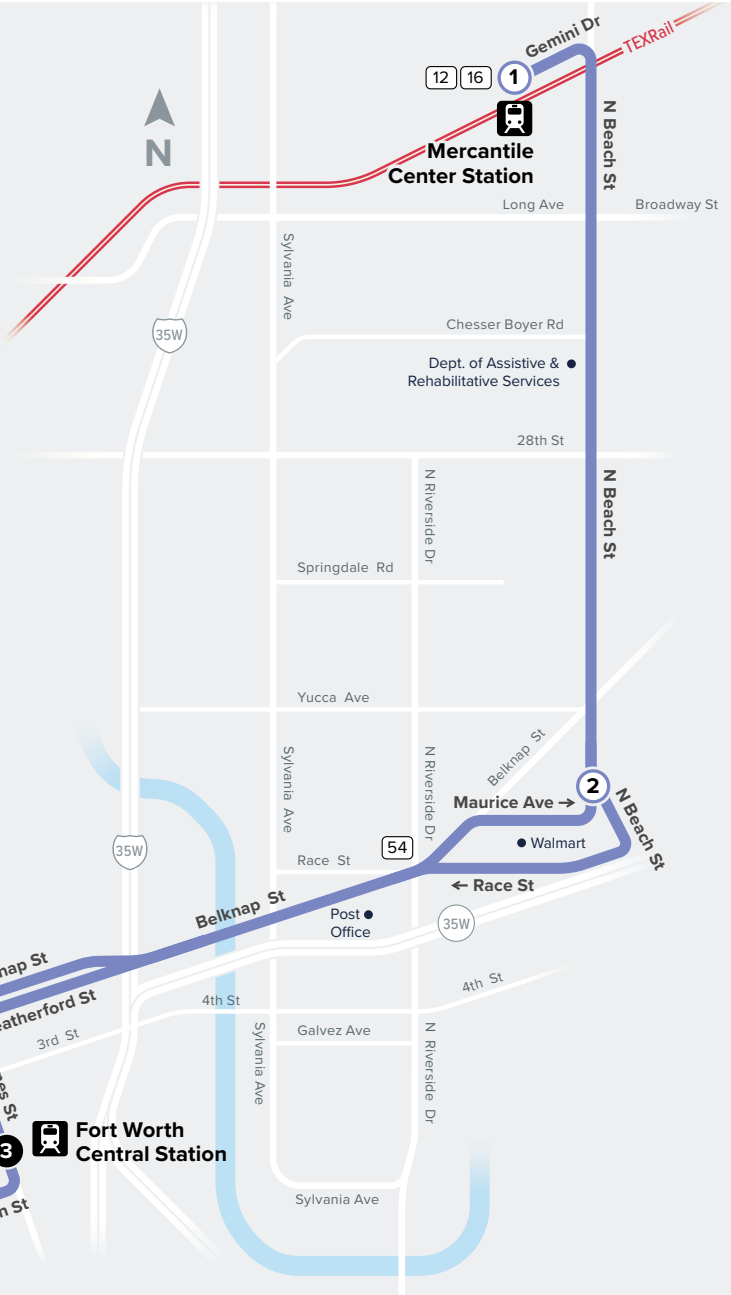 Gemini Dr
TEXRail
12
16
1
N
Mercantile
Center Station
N Beach St
Long Ave
Broadway St
Sylvania Ave
35W
Chesser Boyer Rd
Dept. of Assistive &
Rehabilitative Services
28th St
N Riverside Dr
N Beach St
Springdale Rd
Yucca Ave
Belknap St
Sylvania Ave
N Riverside Dr
2
Maurice Ave →
N Beach St
35W
54
Walmart
Race St
← Race St
Belknap St
Post
Office
35W
nap St
eatherford St
4th St
4th St
3rd St
Sylvania Ave
Galvez Ave
N Riverside Dr
es St
3
Fort Worth
Central Station
Sylvania Ave
n St